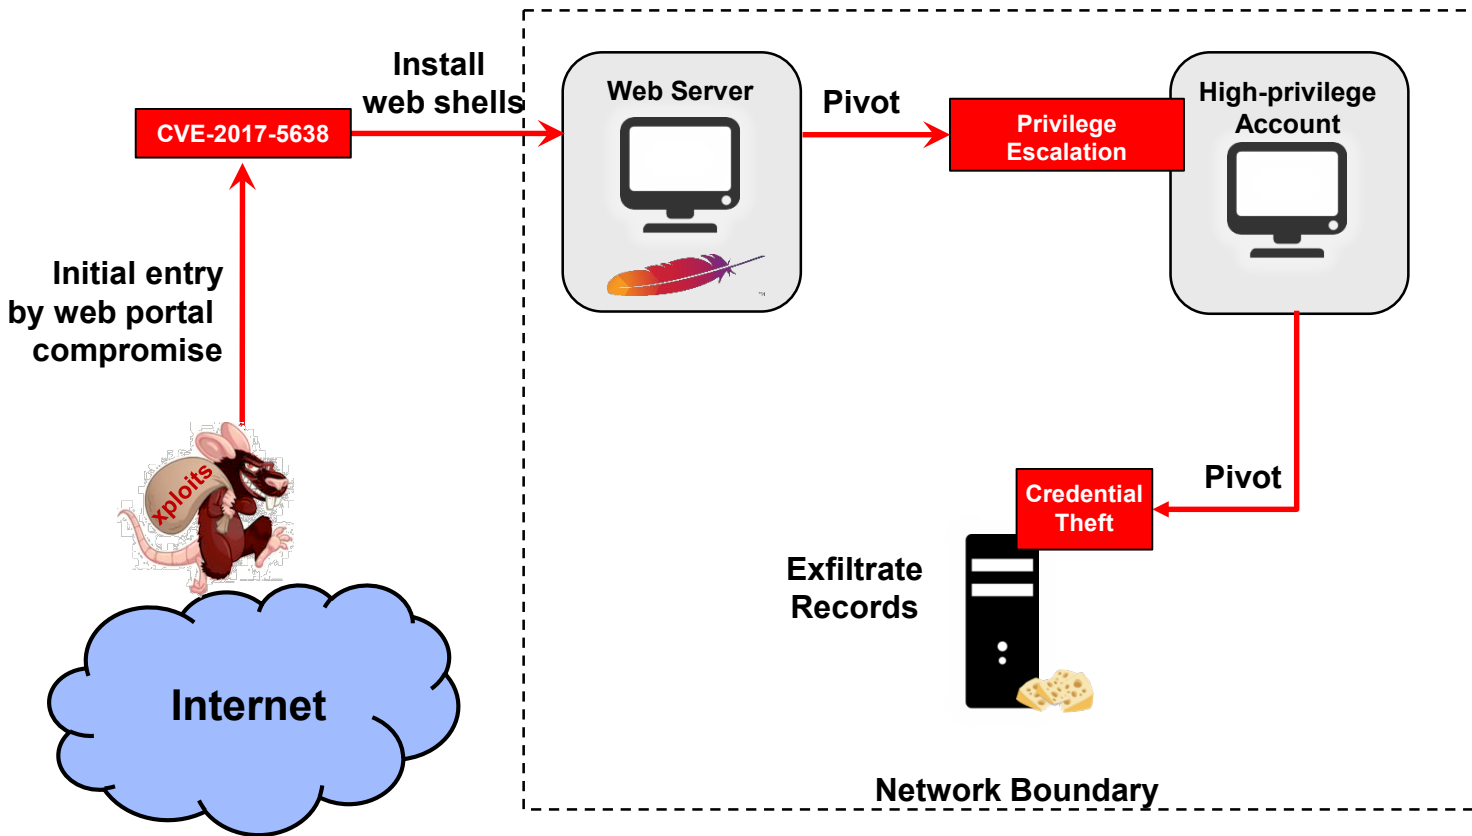 Install
web shells
CVE-2017-5638
Initial entry
by web portal
compromise
xploits
Internet
Web Server
TM
Pivot
Privilege
Escalation
High-privilege
Account
Pivot
Credential
Theft
Exfiltrate
Records
Network Boundary